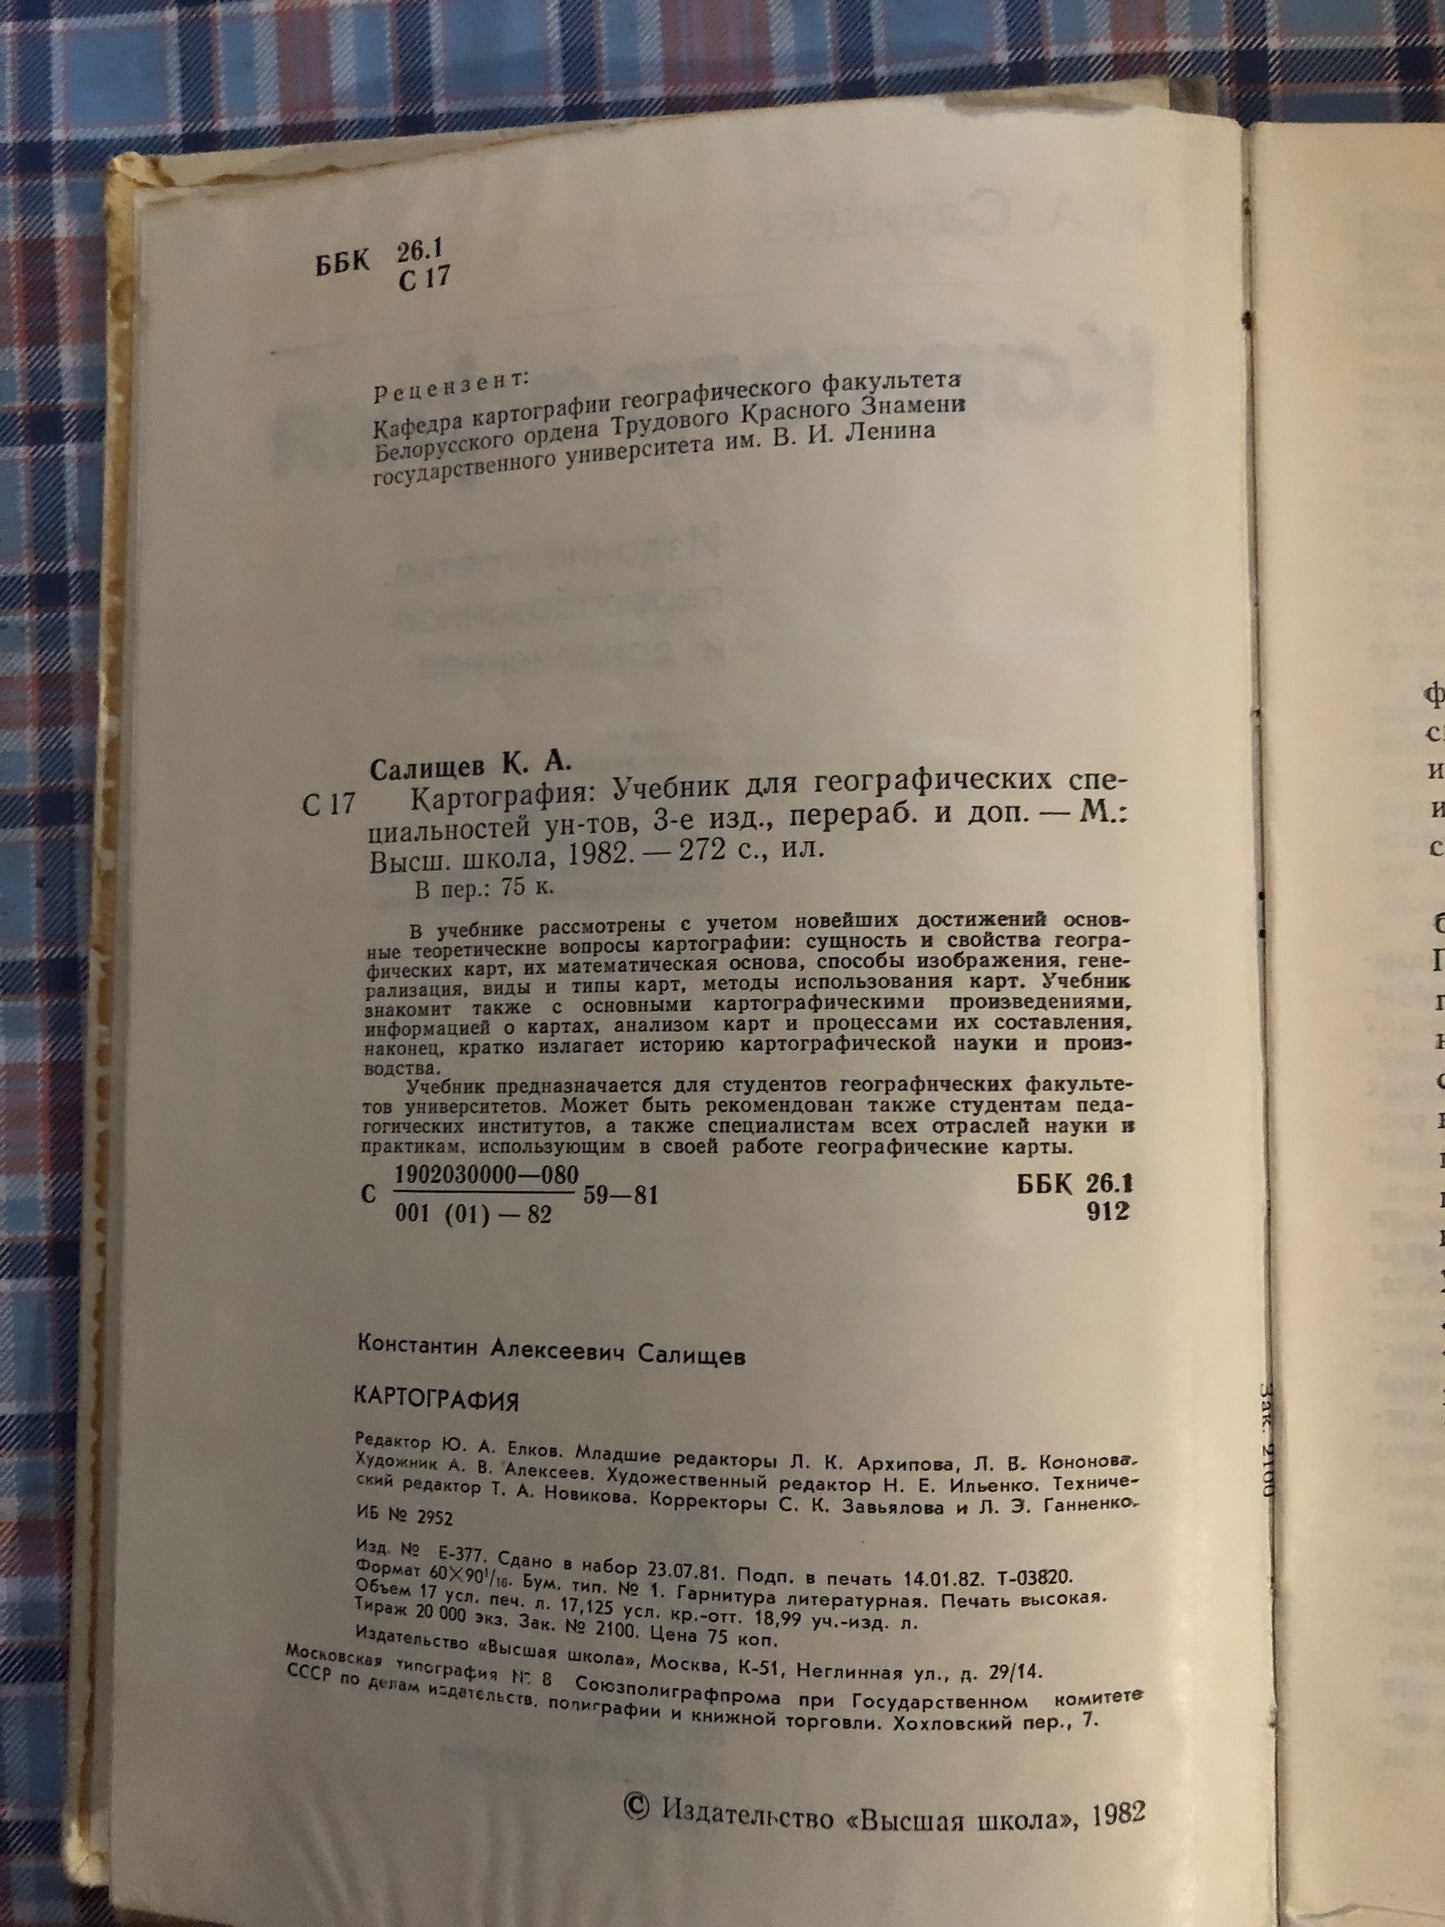 ББК 26.1
С 17
Рецензент:
Кафедра картографии географического факультета
Белорусского ордена Трудового Красного Знамени
государственного университета им. В. И. Ленина
Салищев К. А.
С 17 Картография: Учебник для географических спе-
циальностей ун-тов, 3-е изд., перераб. и доп. — М.:
Высш. школа, 1982. — 272 с., ил.
В пер.: 75 к.
В учебнике рассмотрены с учетом новейших достижений основ-
ные теоретические вопросы картографии: сущность и свойства геогра-
фических карт, их математическая основа, способы изображения, гене-
рализация, виды и типы карт, методы использования карт. Учебник
знакомит также с основными картографическими произведениями,
информацией о картах, анализом карт и процессами их составления,
наконец, кратко излагает историю картографической науки и произ-
водства.
Учебник предназначается для студентов географических факульте-
тов университетов. Может быть рекомендован также студентам педа-
гогических институтов, а также специалистам всех отраслей науки и
практикам, использующим в своей работе географические карты.
С 1902030000—080 59—81
001 (01) — 82
ББК 26.1
912
Константин Алексеевич Салищев
КАРТОГРАФИЯ
Редактор Ю. А. Елков. Младшие редакторы Л. К. Архипова, Л. В. Кононова.
Художник А. В. Алексеев. Художественный редактор Н. Е. Ильенко. Техниче-
ский редактор Т. А. Новикова. Корректоры С. К. Завьялова и Л. Э. Ганненко.
ИБ № 2952
Изд. № Е-377. Сдано в набор 23.07.81. Подп. в печать 14.01.82. Т-03820.
Формат 60×90¹/₁₆. Бум. тип. № 1. Гарнитура литературная. Печать высокая.
Объем 17 усл. печ. л. 17,125 усл. кр.-отт. 18,99 уч.-изд. л.
Тираж 20 000 экз. Зак. № 2100. Цена 75 коп.
Издательство «Высшая школа», Москва, К-51, Неглинная ул., д. 29/14.
Московская типография № 8 Союзполиграфпрома при Государственном комитете
СССР по делам издательств, полиграфии и книжной торговли. Хохловский пер., 7.
© Издательство «Высшая школа», 1982
Зак. 2100